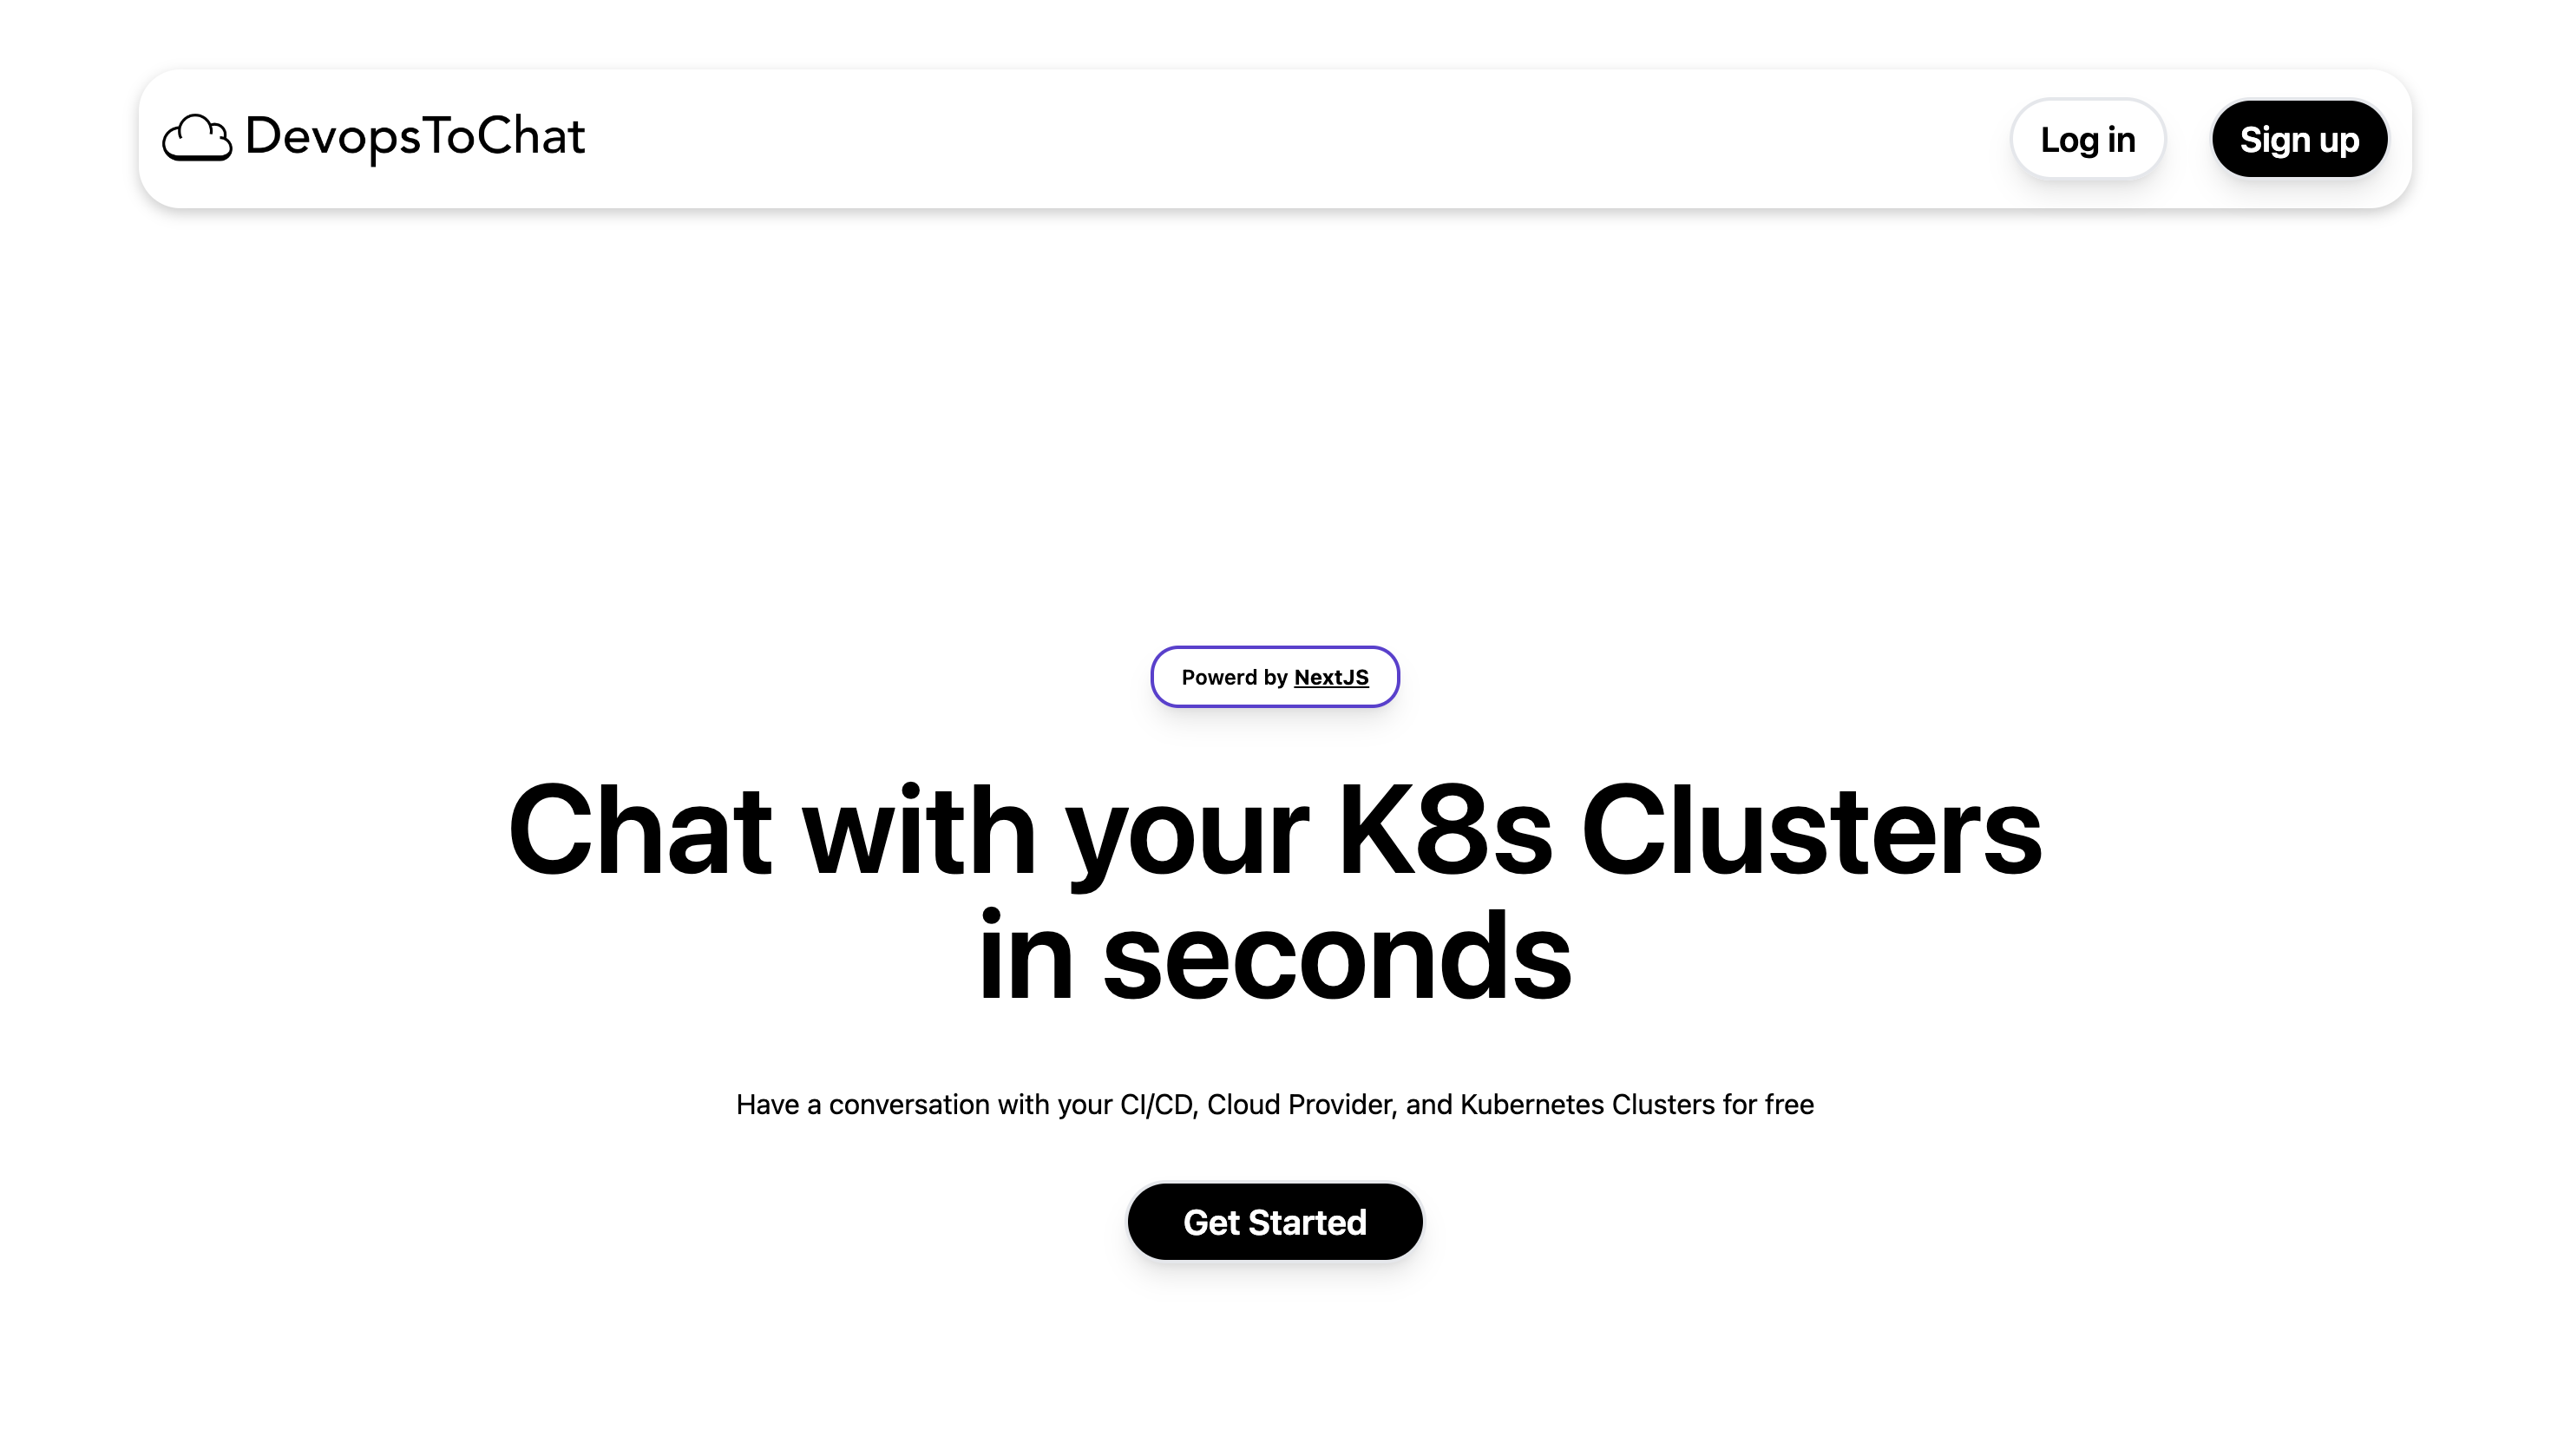 DevopsToChat
Log in
Sign up
Powerd by NextJS
Chat with your K8s Clusters
in seconds
Have a conversation with your CI/CD, Cloud Provider, and Kubernetes Clusters for free
Get Started